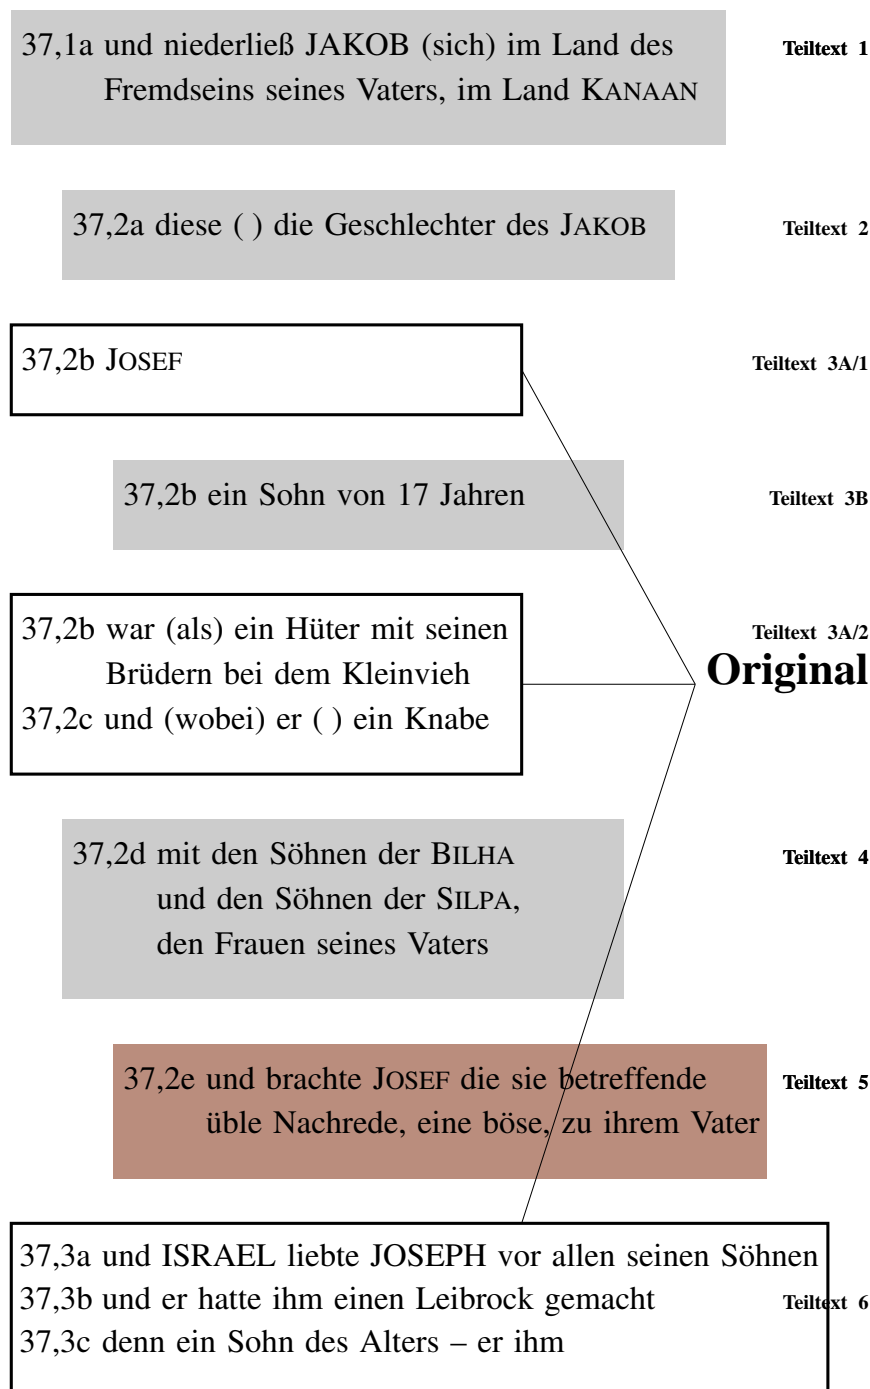 37,1a und niederließ JAKOB (sich) im Land des Teiltext 1
Fremdseins seines Vaters, im Land KANAAN
37,2a diese ( ) die Geschlechter des JAKOB Teiltext 2
37,2b JOSEF Teiltext 3A/1
37,2b ein Sohn von 17 Jahren Teiltext 3B
37,2b war (als) ein Hüter mit seinen Teiltext 3A/2
Brüdern bei dem Kleinvieh Original
37,2c und (wobei) er ( ) ein Knabe
37,2d mit den Söhnen der BILHA Teiltext 4
und den Söhnen der SILPA,
den Frauen seines Vaters
37,2e und brachte JOSEF die sie betreffende Teiltext 5
üble Nachrede, eine böse, zu ihrem Vater
37,3a und ISRAEL liebte JOSEPH vor allen seinen Söhnen
37,3b und er hatte ihm einen Leibrock gemacht Teiltext 6
37,3c denn ein Sohn des Alters – er ihm